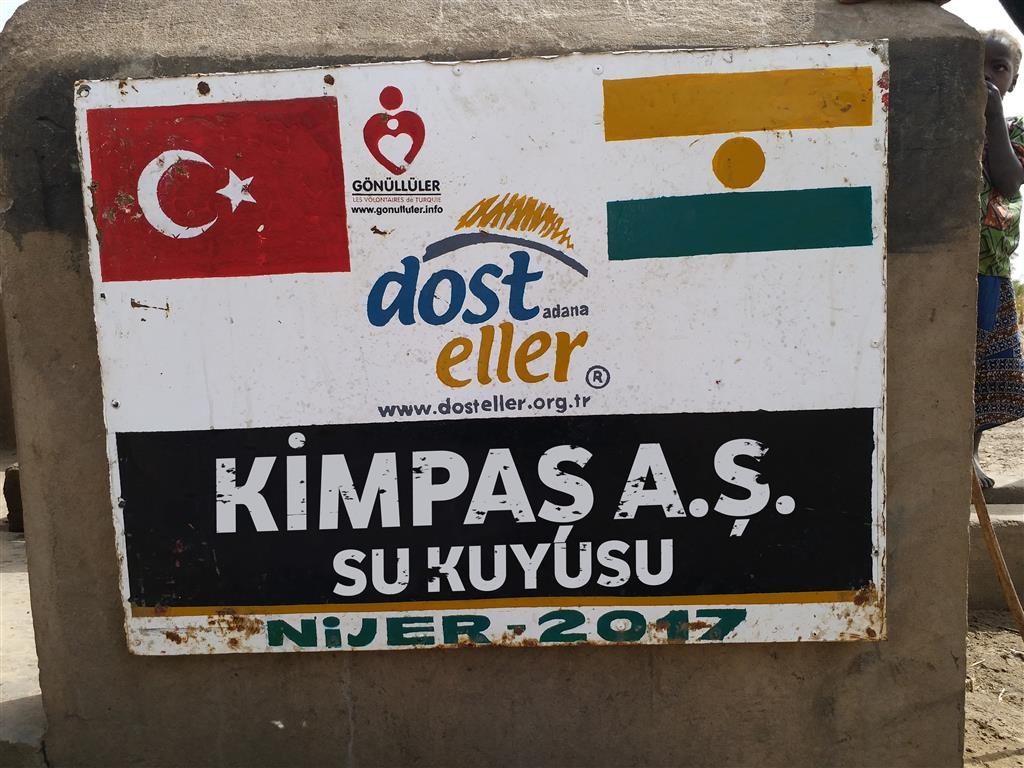 GÖNÜLLÜLER
LES VOLONTAIRES de TURQUIE
www.gonulluler.info
dost
adana
eller ®
www.dosteller.org.tr
KİMPAŞ A.Ş.
SU KUYUSU
NİJER - 2017